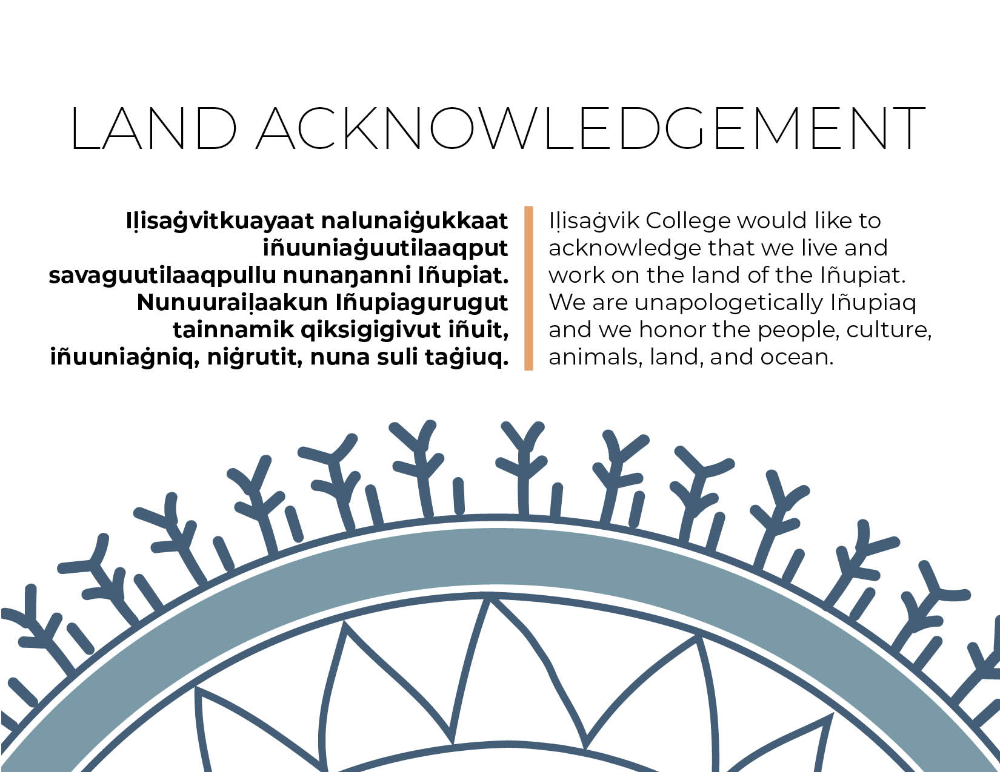 LAND ACKNOWLEDGEMENT
Iḷisaġvitkuayaat nalunaiġukkaat
iñuuniaġuutilaaqput
savaguutilaaqpullu nunaŋanni Iñupiat.
Nunuuraiḷaakun Iñupiagurugut
tainnamik qiksigigivut iñuit,
iñuuniaġniq, niġrutit, nuna suli taġiuq.
Iḷisaġvik College would like to
acknowledge that we live and
work on the land of the Iñupiat.
We are unapologetically Iñupiaq
and we honor the people, culture,
animals, land, and ocean.